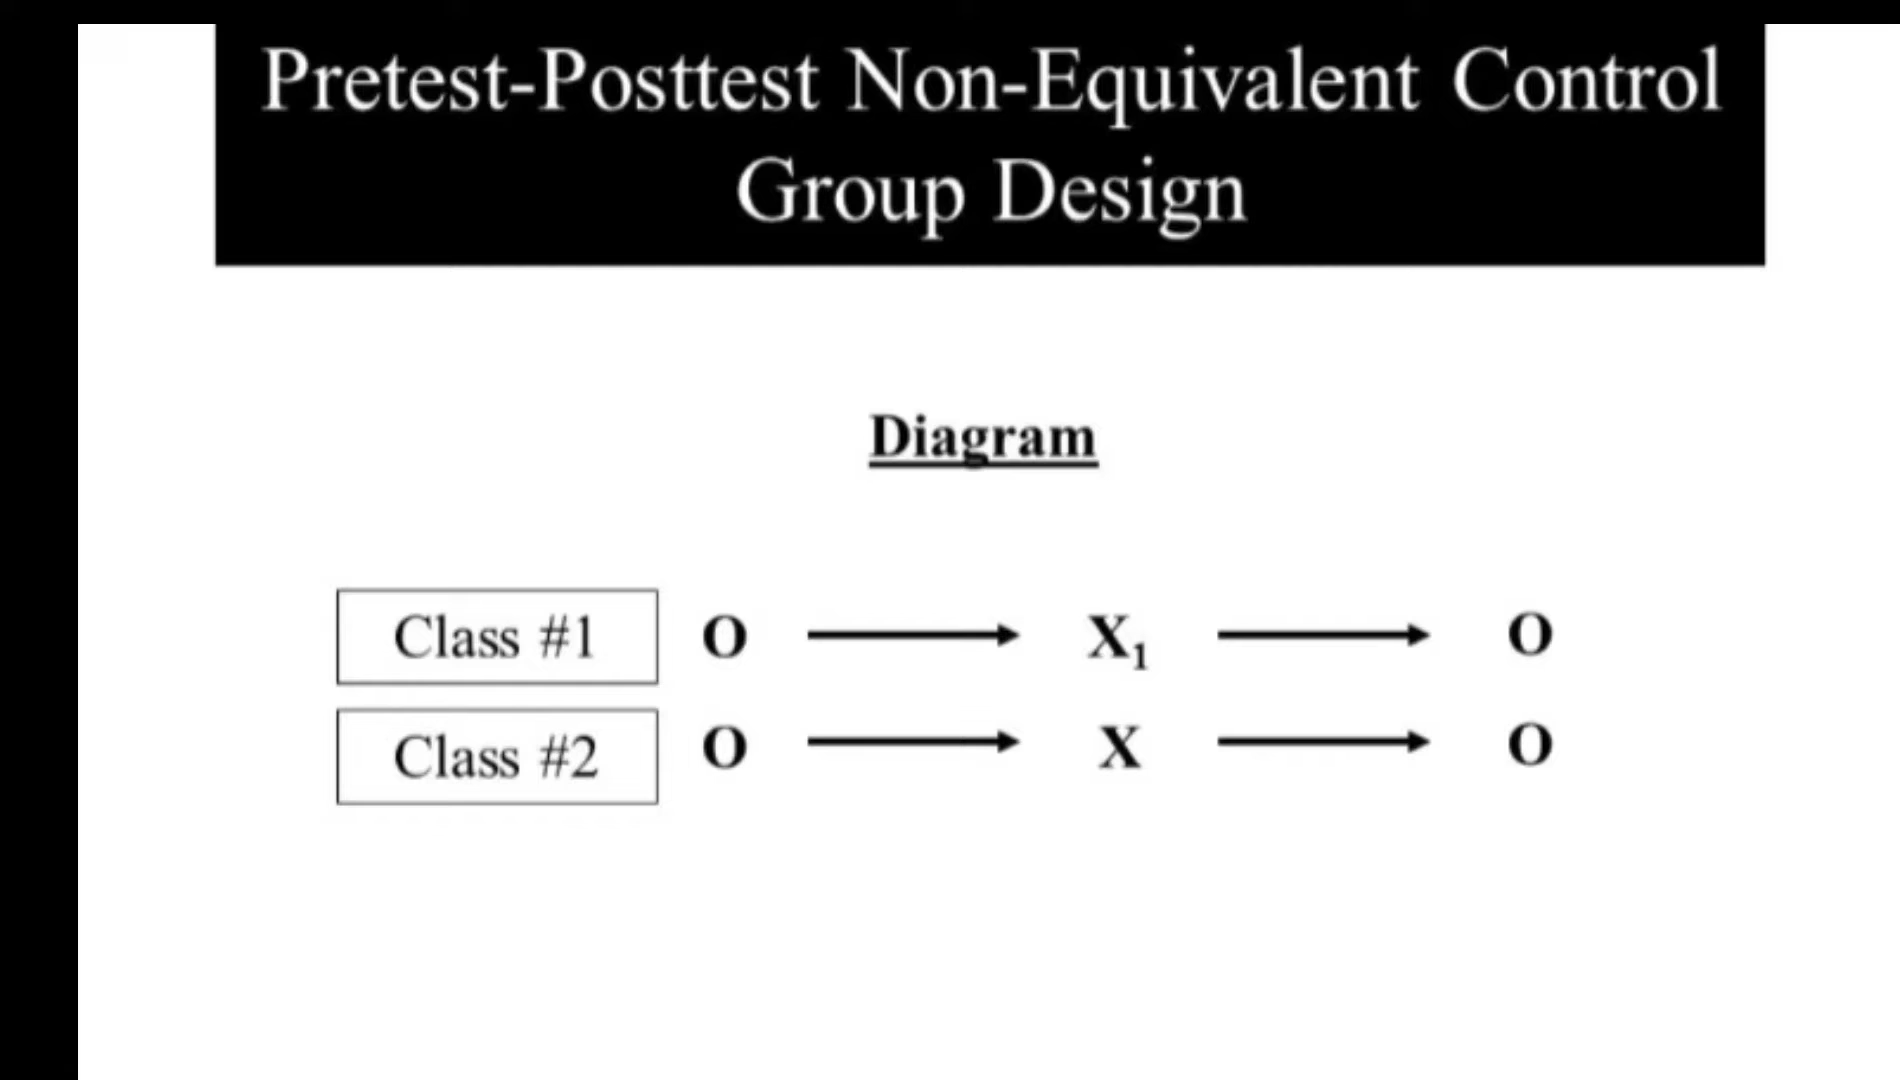 Pretest-Posttest Non-Equivalent Control
Group Design
Diagram
Class #1 O X₁ O
Class #2 O X O